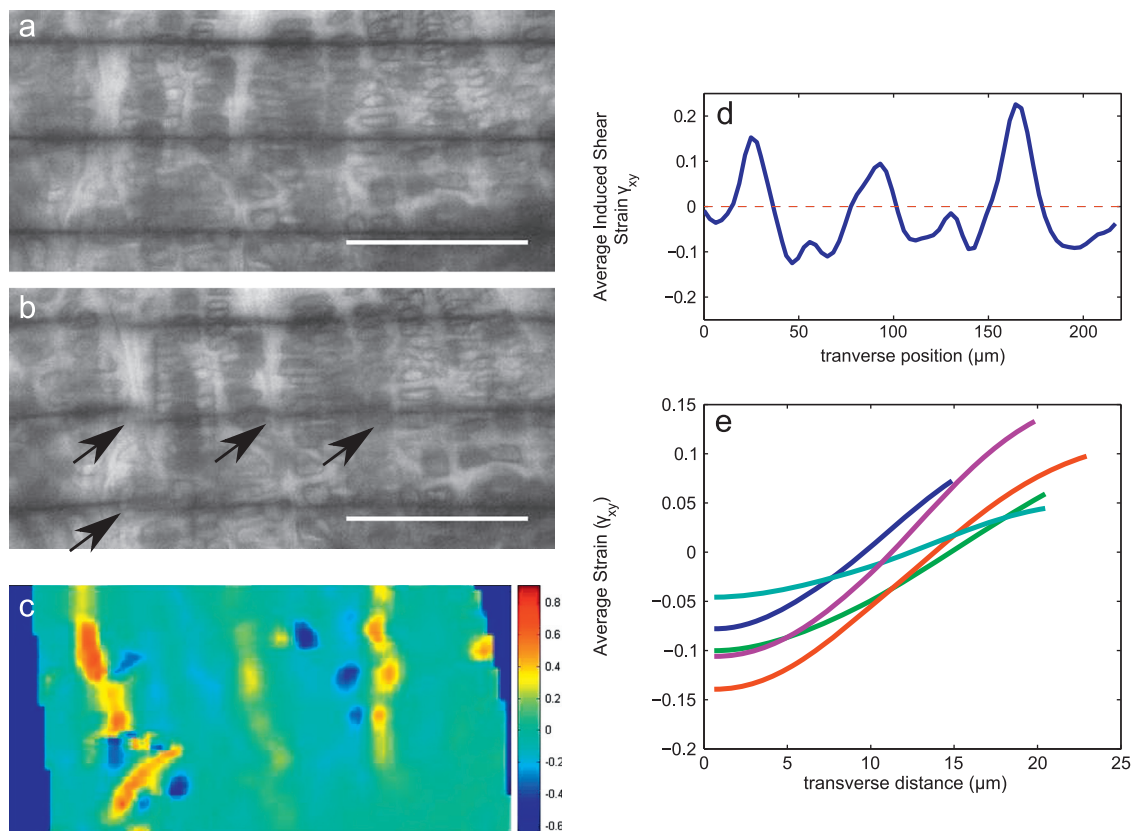 a
b
c
0.8
0.6
0.4
0.2
0
-0.2
-0.4
-0.6
d
Average Induced Shear
Strain γxy
0.2
0.1
0
−0.1
−0.2
0 50 100 150 200
tranverse position (µm)
e
Average Strain (γxy)
0.15
0.1
0.05
0
−0.05
−0.1
−0.15
−0.2
0 5 10 15 20 25
transverse distance (µm)